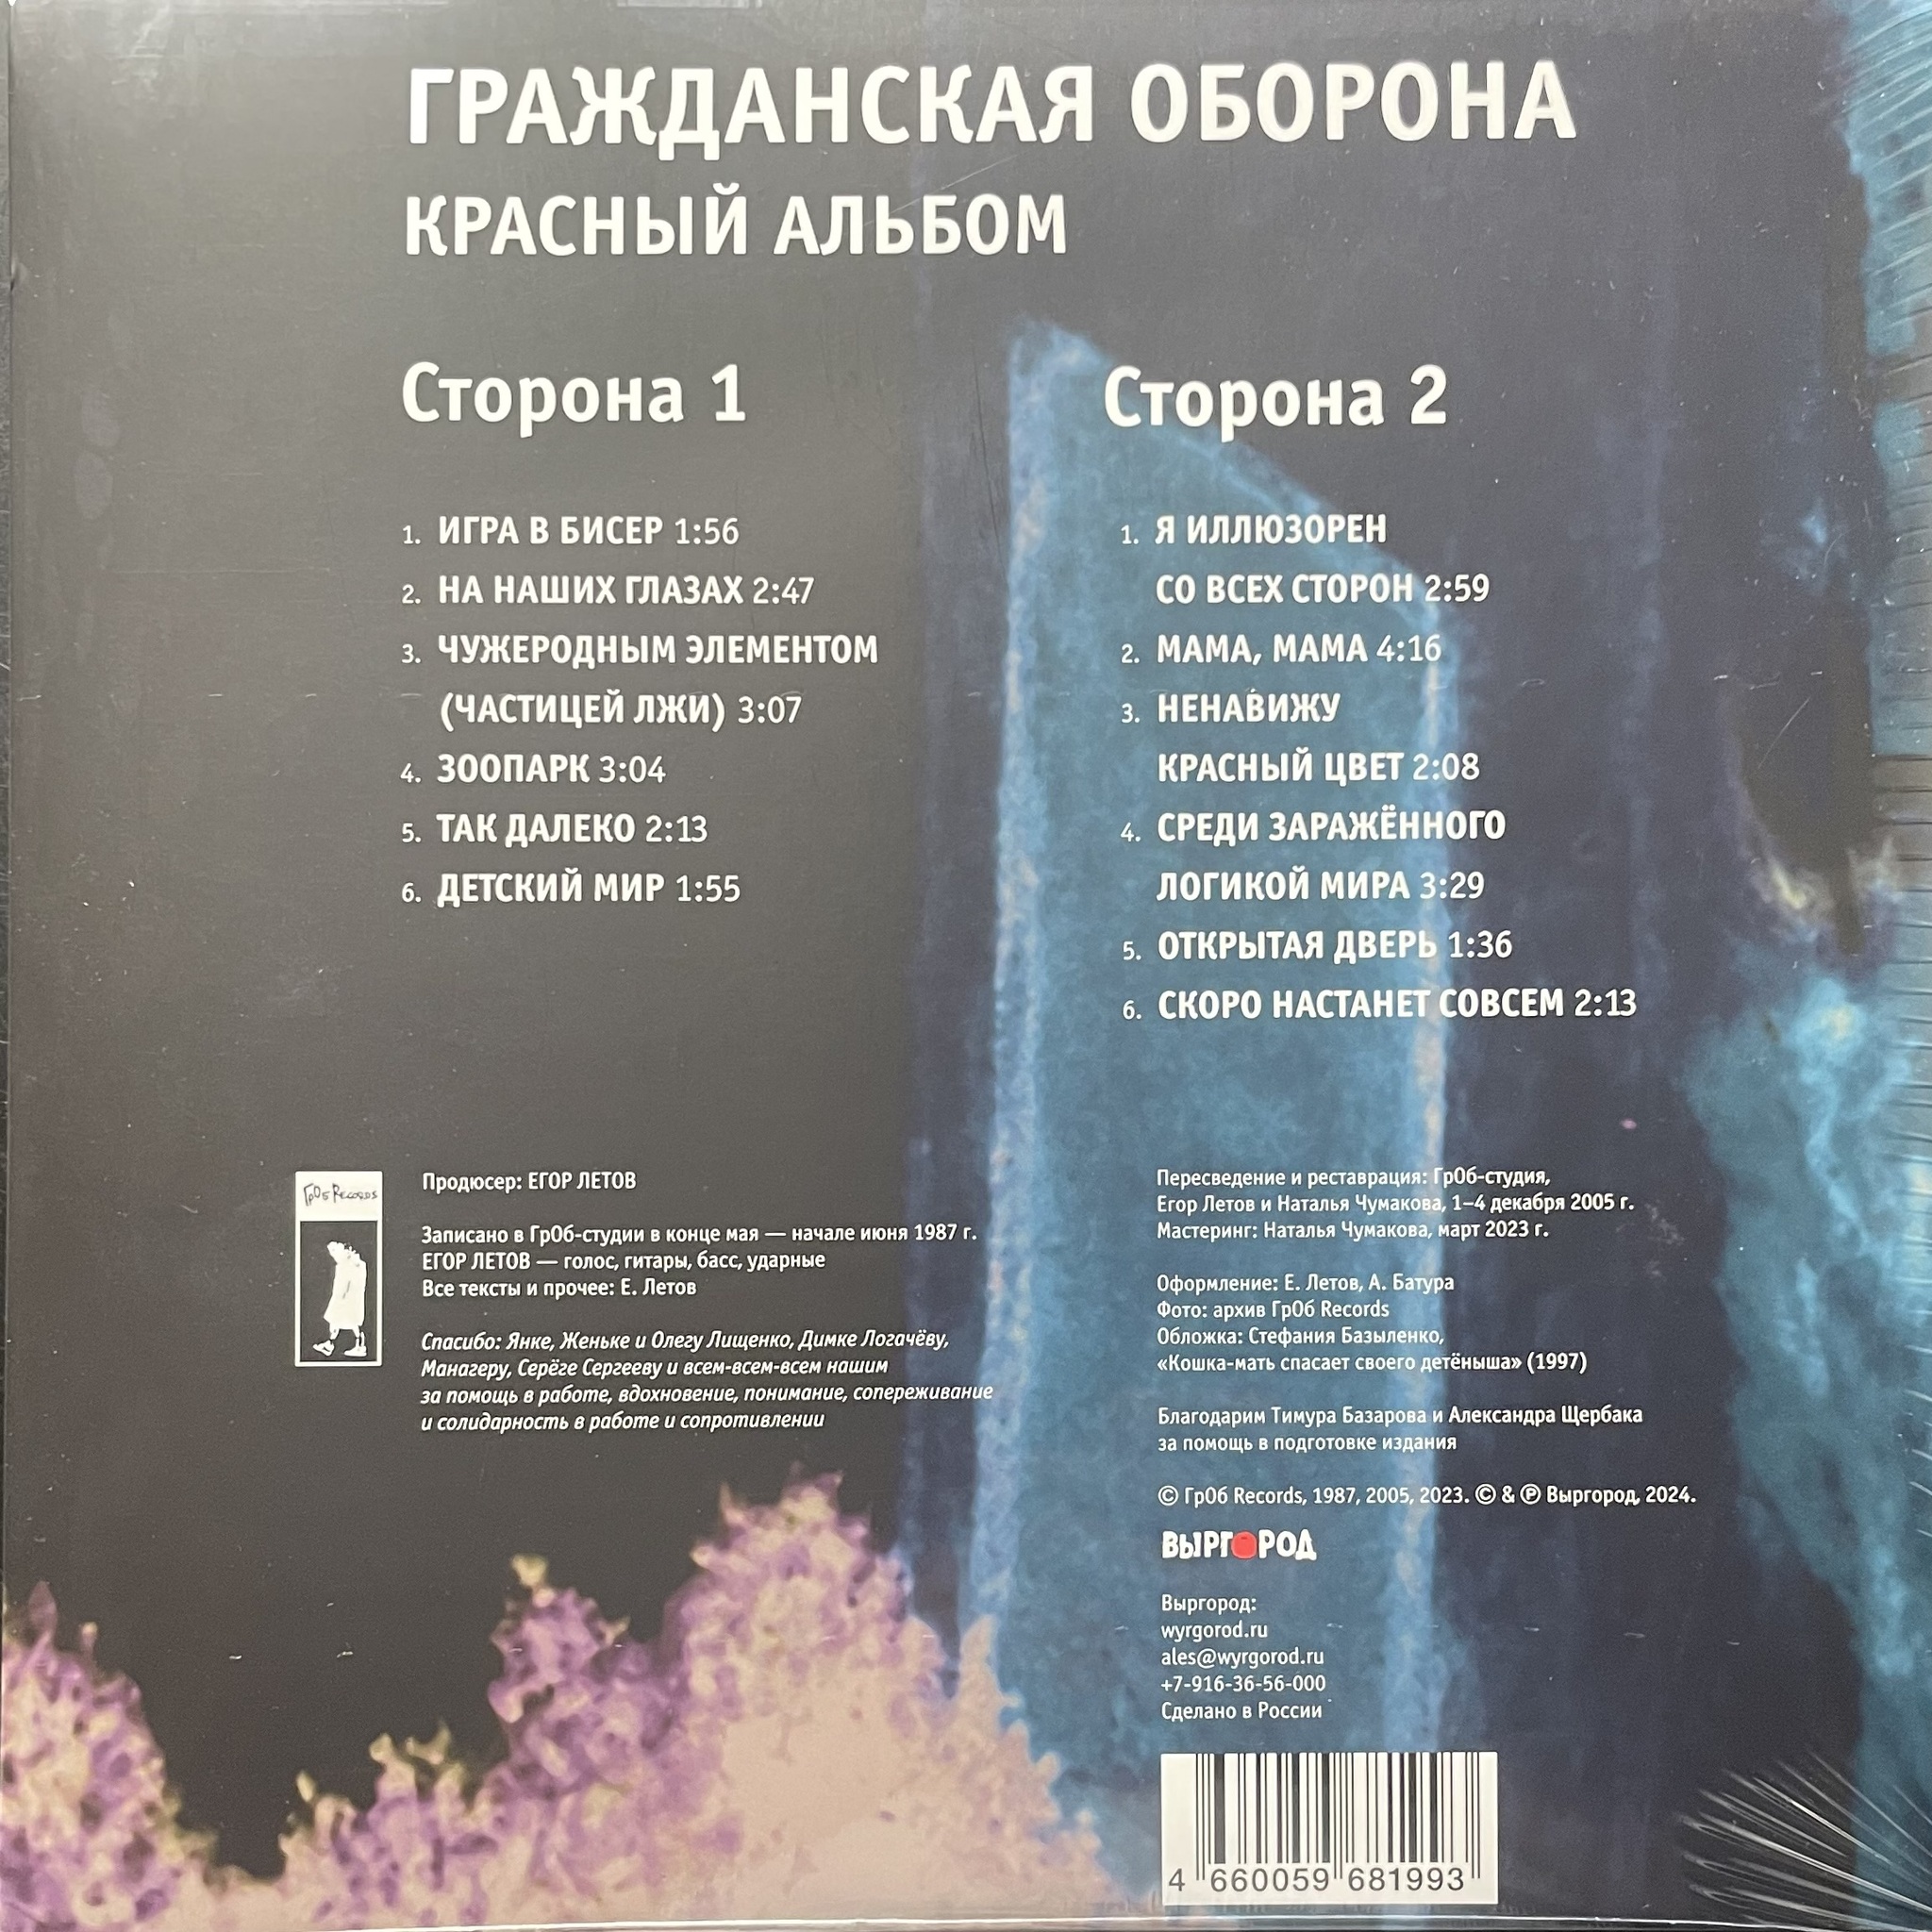 ГРАЖДАНСКАЯ ОБОРОНА
КРАСНЫЙ АЛЬБОМ
Сторона 1
1. ИГРА В БИСЕР 1:56
2. НА НАШИХ ГЛАЗАХ 2:47
3. ЧУЖЕРОДНЫМ ЭЛЕМЕНТОМ
(ЧАСТИЦЕЙ ЛЖИ) 3:07
4. ЗООПАРК 3:04
5. ТАК ДАЛЕКО 2:13
6. ДЕТСКИЙ МИР 1:55
Сторона 2
1. Я ИЛЛЮЗОРЕН
СО ВСЕХ СТОРОН 2:59
2. МАМА, МАМА 4:16
3. НЕНАВИЖУ
КРАСНЫЙ ЦВЕТ 2:08
4. СРЕДИ ЗАРАЖЁННОГО
ЛОГИКОЙ МИРА 3:29
5. ОТКРЫТАЯ ДВЕРЬ 1:36
6. СКОРО НАСТАНЕТ СОВСЕМ 2:13
ГрОб Records
Продюсер: ЕГОР ЛЕТОВ
Записано в ГрОб-студии в конце мая — начале июня 1987 г.
ЕГОР ЛЕТОВ — голос, гитары, басс, ударные
Все тексты и прочее: Е. Летов
Спасибо: Янке, Женьке и Олегу Лищенко, Димке Логачёву,
Манагеру, Серёге Сергееву и всем-всем-всем нашим
за помощь в работе, вдохновение, понимание, сопереживание
и солидарность в работе и сопротивлении
Пересведение и реставрация: ГрОб-студия,
Егор Летов и Наталья Чумакова, 1–4 декабря 2005 г.
Мастеринг: Наталья Чумакова, март 2023 г.
Оформление: Е. Летов, А. Батура
Фото: архив ГрОб Records
Обложка: Стефания Базыленко,
«Кошка-мать спасает своего детёныша» (1997)
Благодарим Тимура Базарова и Александра Щербака
за помощь в подготовке издания
© ГрОб Records, 1987, 2005, 2023. © & ℗ Выргород, 2024.
ВЫРГОРОД
Выргород:
wyrgorod.ru
ales@wyrgorod.ru
+7-916-36-56-000
Сделано в России
4 660059 681993